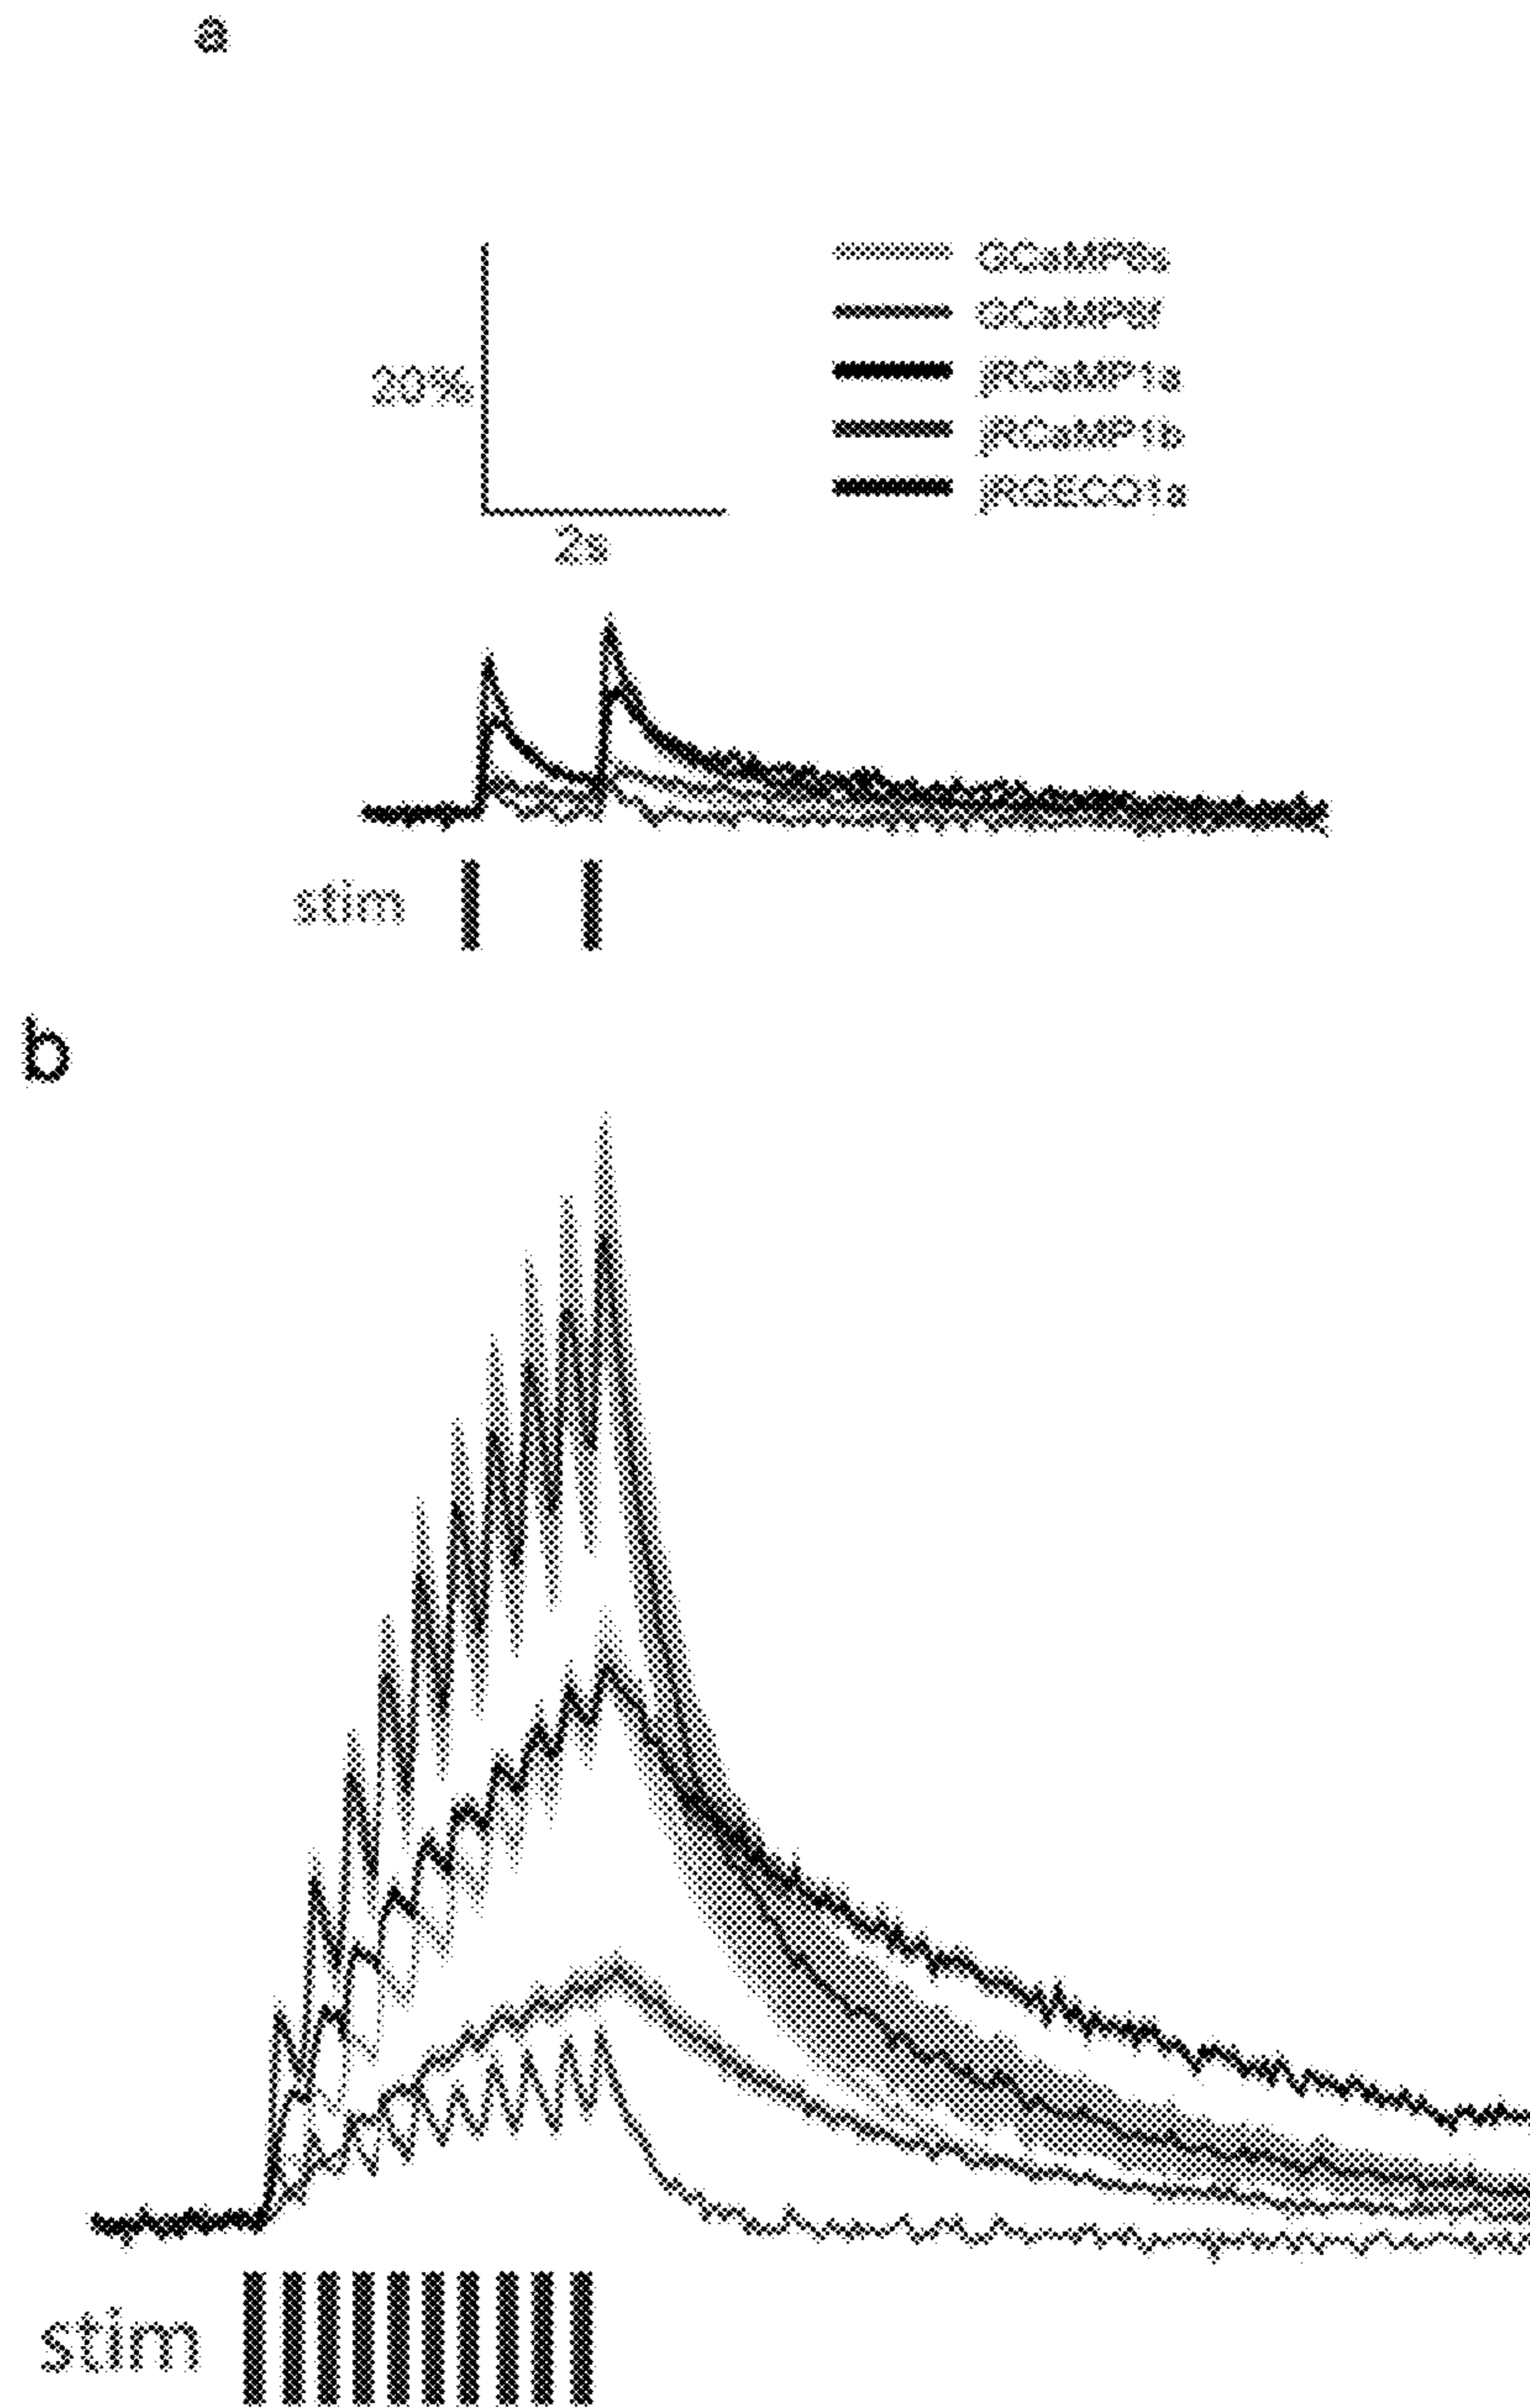 a
GCaMP6s
GCaMP6f
jRCaMP1a
jRCaMP1b
jRGECO1a
20%
2s
stim
b
stim